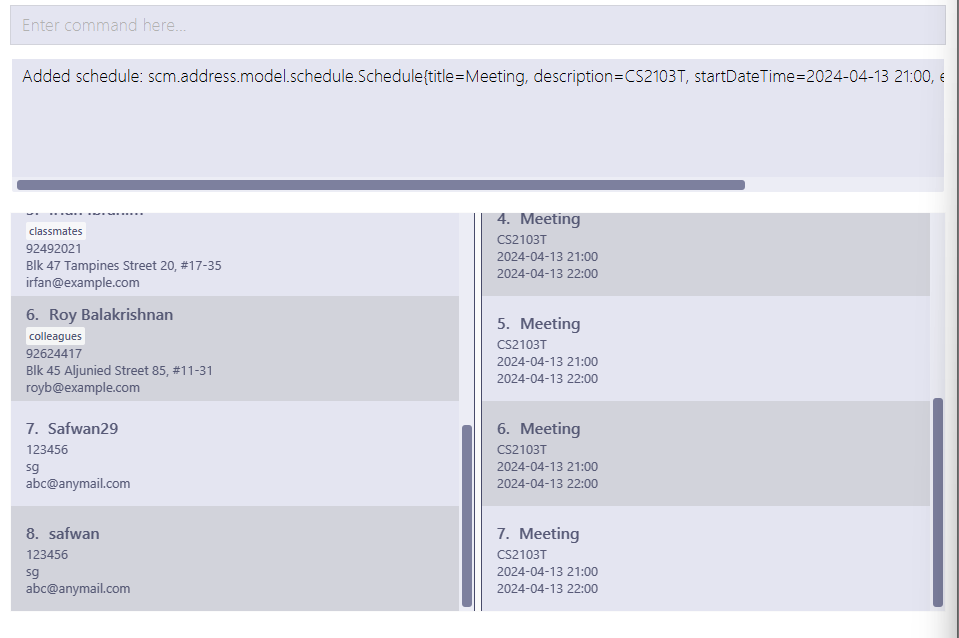 Enter command here...
Added schedule: scm.address.model.schedule.Schedule{title=Meeting, description=CS2103T, startDateTime=2024-04-13 21:00, e
5. Irfan Ibrahim
classmates
92492021
Blk 47 Tampines Street 20, #17-35
irfan@example.com
6. Roy Balakrishnan
colleagues
92624417
Blk 45 Aljunied Street 85, #11-31
royb@example.com
7. Safwan29
123456
sg
abc@anymail.com
8. safwan
123456
sg
abc@anymail.com
4. Meeting
CS2103T
2024-04-13 21:00
2024-04-13 22:00
5. Meeting
CS2103T
2024-04-13 21:00
2024-04-13 22:00
6. Meeting
CS2103T
2024-04-13 21:00
2024-04-13 22:00
7. Meeting
CS2103T
2024-04-13 21:00
2024-04-13 22:00